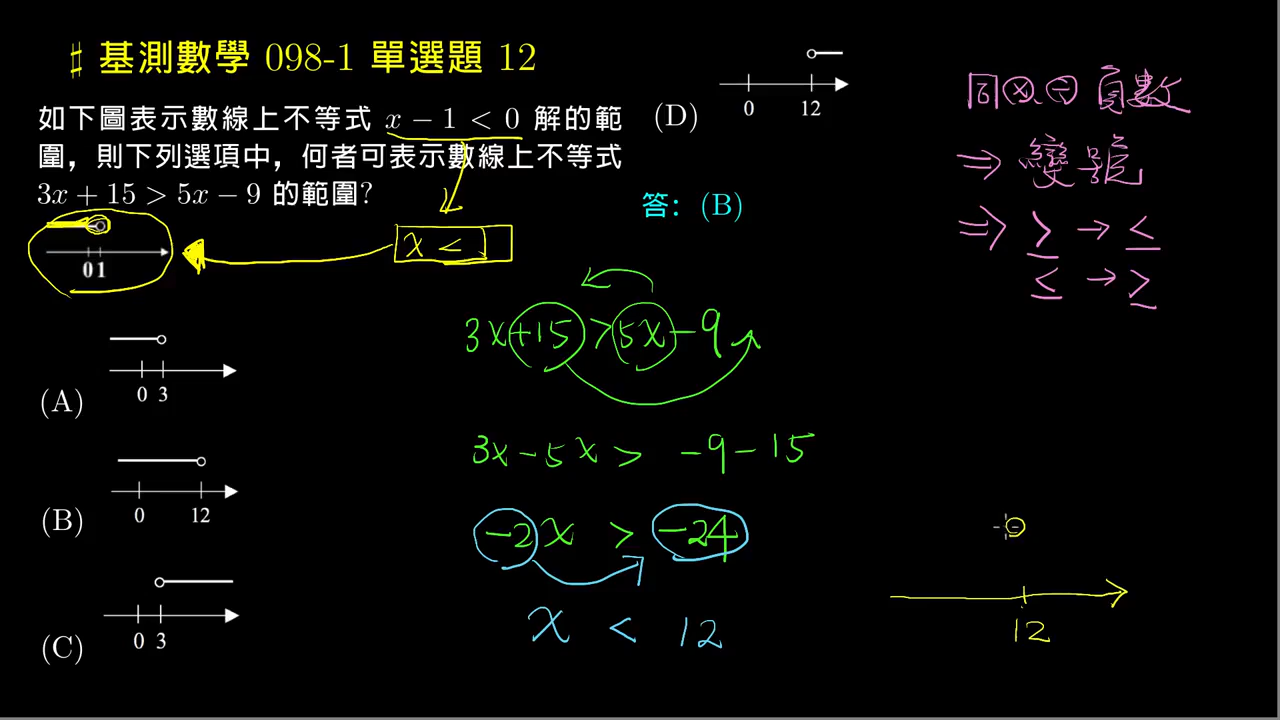 ♯ 基測數學 098-1 單選題 12
如下圖表示數線上不等式 x − 1 < 0 解的範
圍，則下列選項中，何者可表示數線上不等式
3x + 15 > 5x − 9 的範圍?
0 1
x < 1
(A)
0 3
(B)
0 12
(C)
0 3
(D)
0 12
答: (B)
3x+15 > 5x−9
3x−5x > −9−15
−2x > −24
x < 12
同×、÷ 負數
⇒ 變號
⇒ > → <
≤ → ≥
12